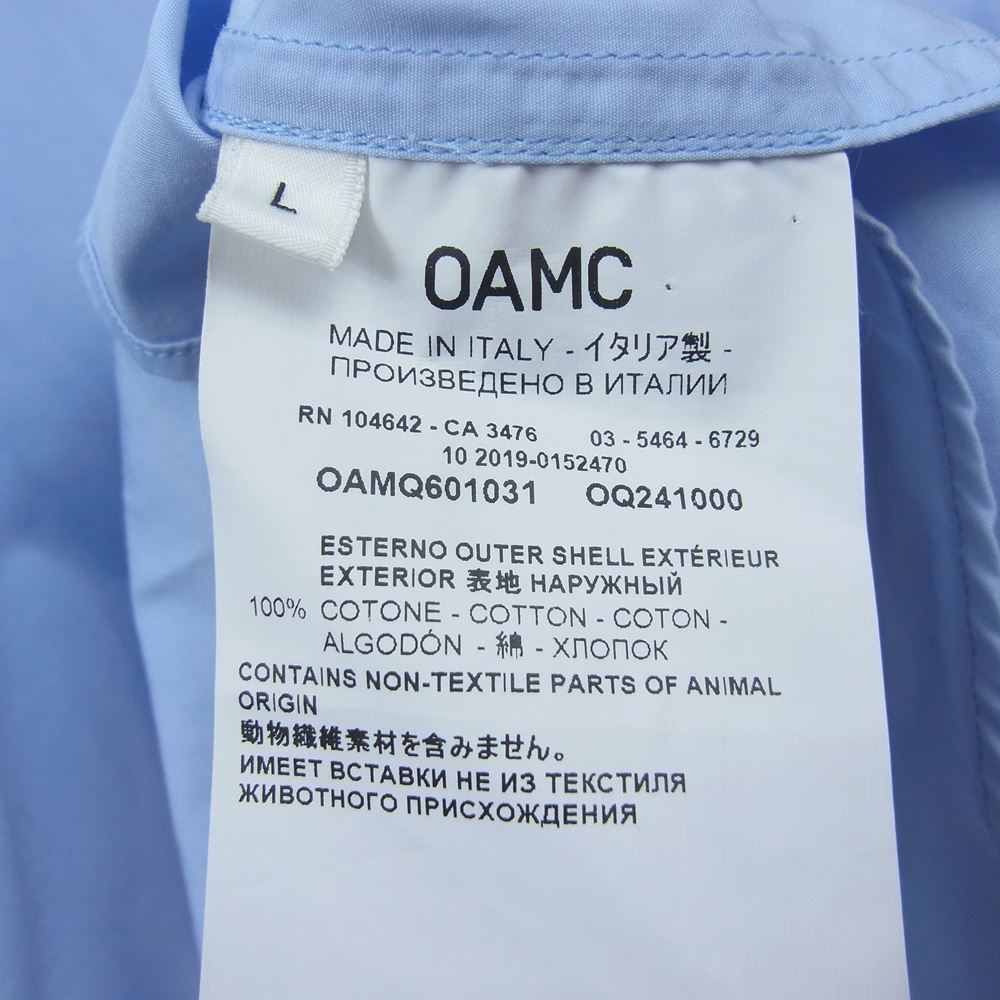 L
OAMC
MADE IN ITALY - イタリア製 -
ПРОИЗВЕДЕНО В ИТАЛИИ
RN 104642 - CA 3476 03 - 5464 - 6729
10 2019-0152470
OAMQ601031 OQ241000
ESTERNO OUTER SHELL EXTÉRIEUR
EXTERIOR 表地 НАРУЖНЫЙ
100% COTONE - COTTON - COTON -
ALGODÓN - 綿 - ХЛОПОК
CONTAINS NON-TEXTILE PARTS OF ANIMAL
ORIGIN
動物繊維素材を含みません。
ИМЕЕТ ВСТАВКИ НЕ ИЗ ТЕКСТИЛЯ
ЖИВОТНОГО ПРИСХОЖДЕНИЯ